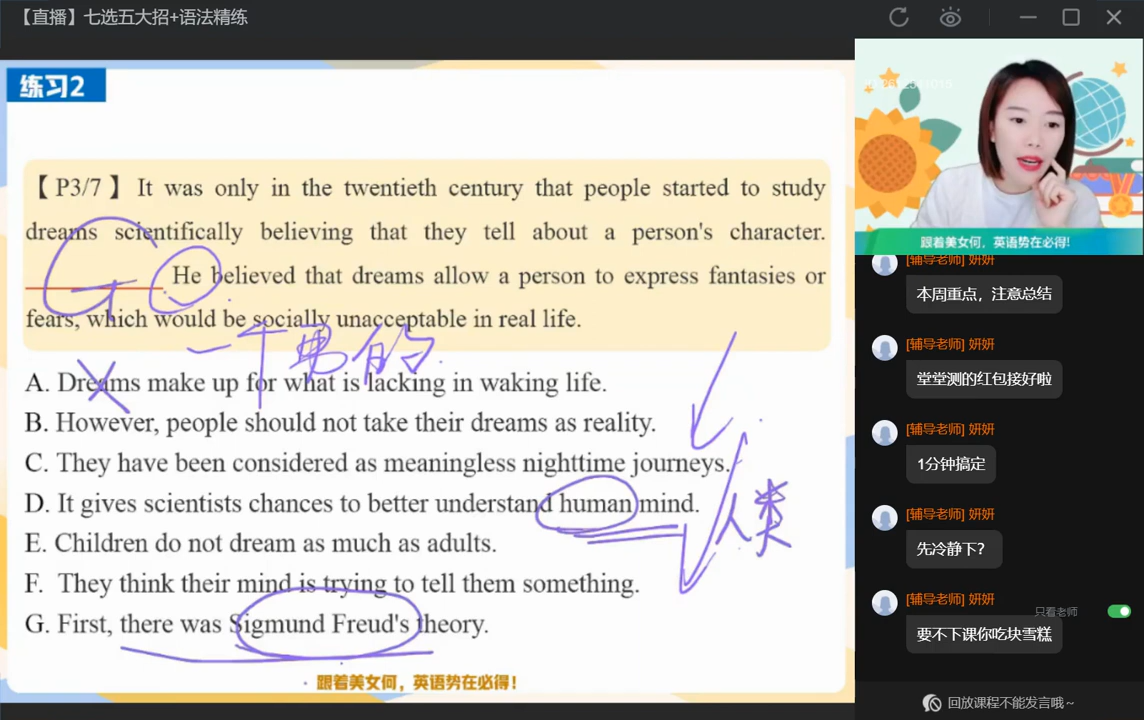 【直播】七选五大招+语法精练
练习2
【 P3/7 】 It was only in the twentieth century that people started to study
dreams scientifically believing that they tell about a person's character.
He believed that dreams allow a person to express fantasies or
fears, which would be socially unacceptable in real life.
G
一个男的
A. Dreams make up for what is lacking in waking life.
B. However, people should not take their dreams as reality.
C. They have been considered as meaningless nighttime journeys.
D. It gives scientists chances to better understand human mind.
人类
E. Children do not dream as much as adults.
F. They think their mind is trying to tell them something.
G. First, there was Sigmund Freud's theory.
跟着美女何，英语势在必得!
跟着美女何，英语势在必得!
[辅导老师] 妍妍
本周重点，注意总结
[辅导老师] 妍妍
堂堂测的红包接好啦
[辅导老师] 妍妍
1分钟搞定
[辅导老师] 妍妍
先冷静下?
[辅导老师] 妍妍
只看老师
要不下课你吃块雪糕
回放课程不能发言哦~